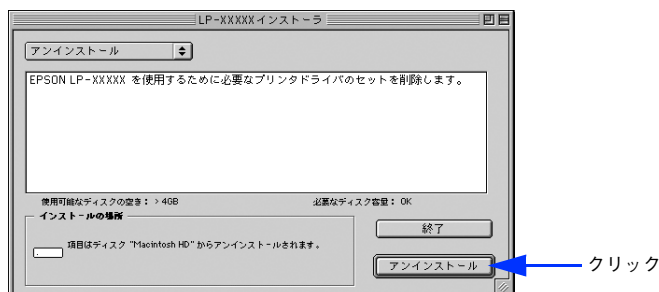 LP-XXXXXインストーラ
アンインストール
EPSON LP-XXXXX を使用するために必要なプリンタドライバのセットを削除します。
使用可能なディスクの空き：＞4GB 必要なディスク容量： OK
インストールの場所
項目はディスク "Macintosh HD" からアンインストールされます。
終了
アンインストール
クリック